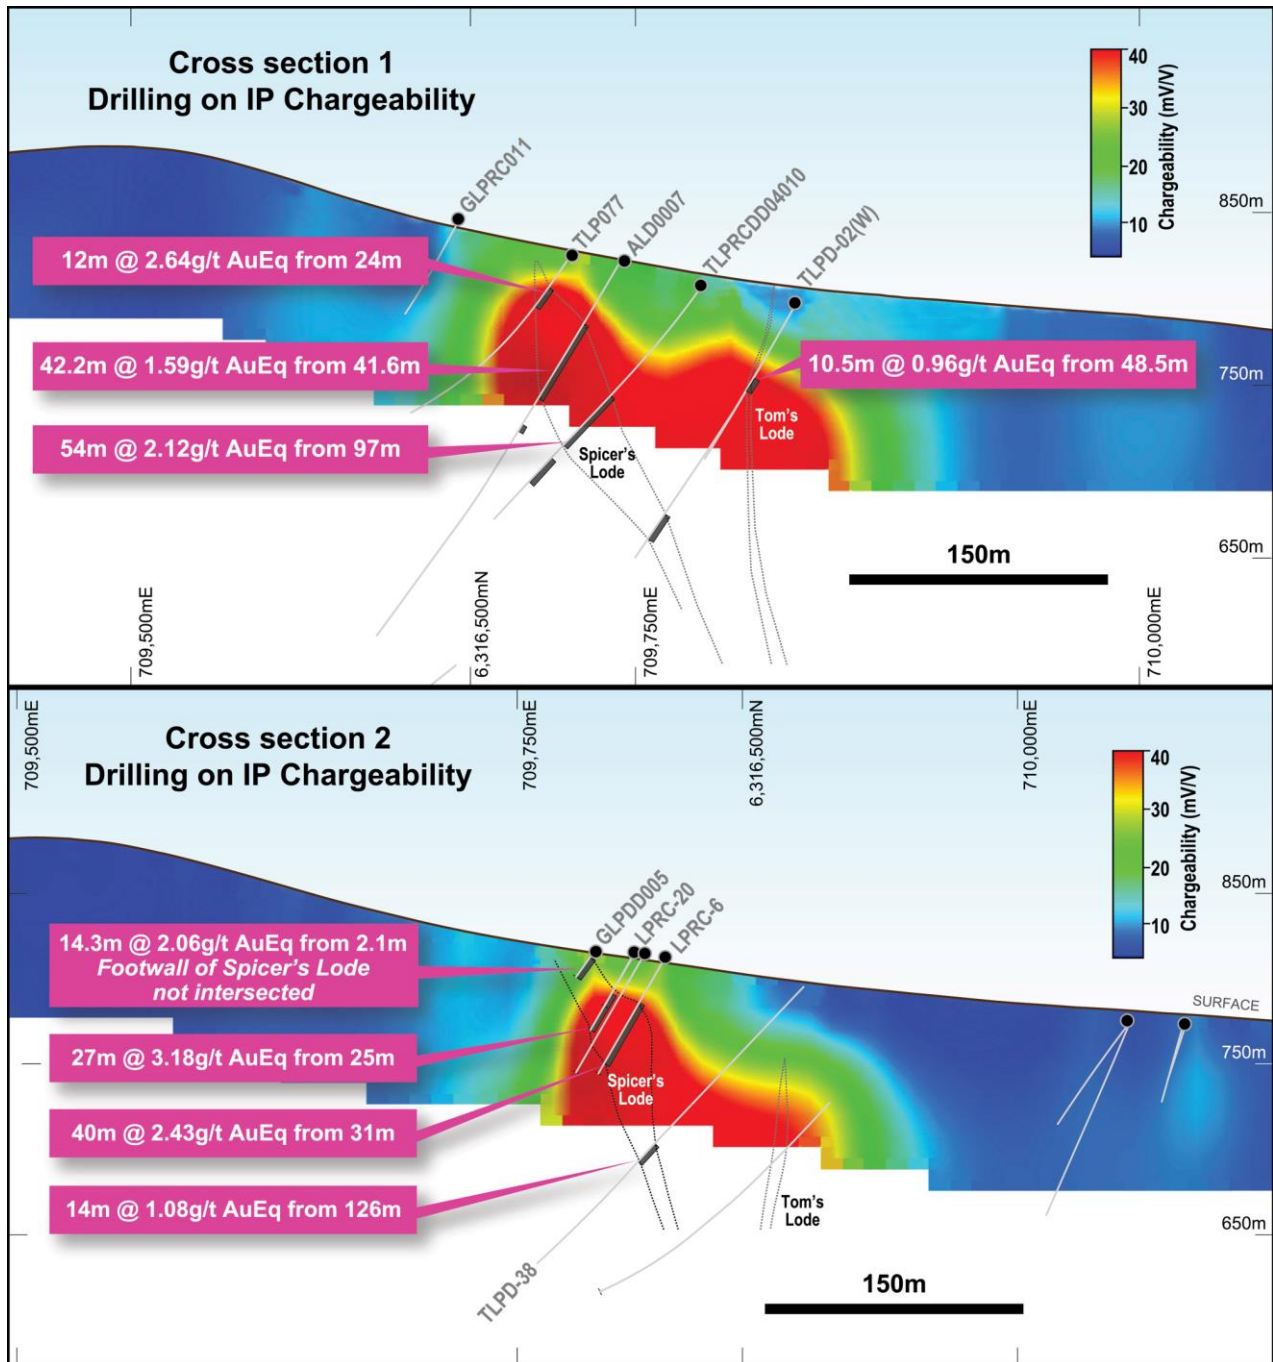 Cross section 1
Drilling on IP Chargeability
40
30
20
10
Chargeability (mV/V)
850m
750m
650m
GLPRC011
TLP077
ALD0007
TLPRCDD04010
TLPD-02(W)
12m @ 2.64g/t AuEq from 24m
42.2m @ 1.59g/t AuEq from 41.6m
54m @ 2.12g/t AuEq from 97m
10.5m @ 0.96g/t AuEq from 48.5m
Tom's
Lode
Spicer's
Lode
150m
709,500mE
6,316,500mN
709,750mE
710,000mE
709,500mE
709,750mE
6,316,500mN
710,000mE
Cross section 2
Drilling on IP Chargeability
40
30
20
10
Chargeability (mV/V)
850m
750m
650m
GLPDD005
LPRC-20
LPRC-6
SURFACE
14.3m @ 2.06g/t AuEq from 2.1m
Footwall of Spicer's Lode
not intersected
27m @ 3.18g/t AuEq from 25m
40m @ 2.43g/t AuEq from 31m
14m @ 1.08g/t AuEq from 126m
Spicer's
Lode
Tom's
Lode
TLPD-38
150m